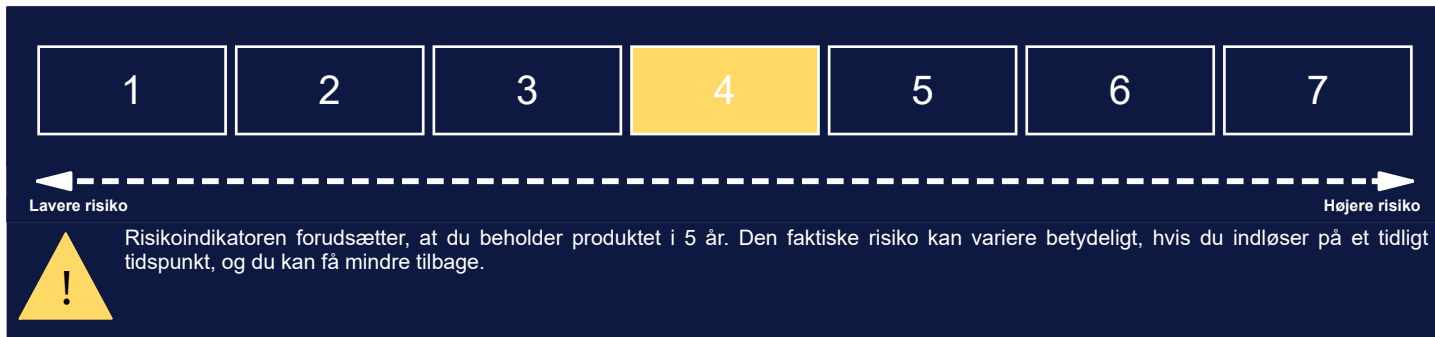 1 2 3 4 5 6 7
Lavere risiko Højere risiko
Risikoindikatoren forudsætter, at du beholder produktet i 5 år. Den faktiske risiko kan variere betydeligt, hvis du indløser på et tidligt
tidspunkt, og du kan få mindre tilbage.
!